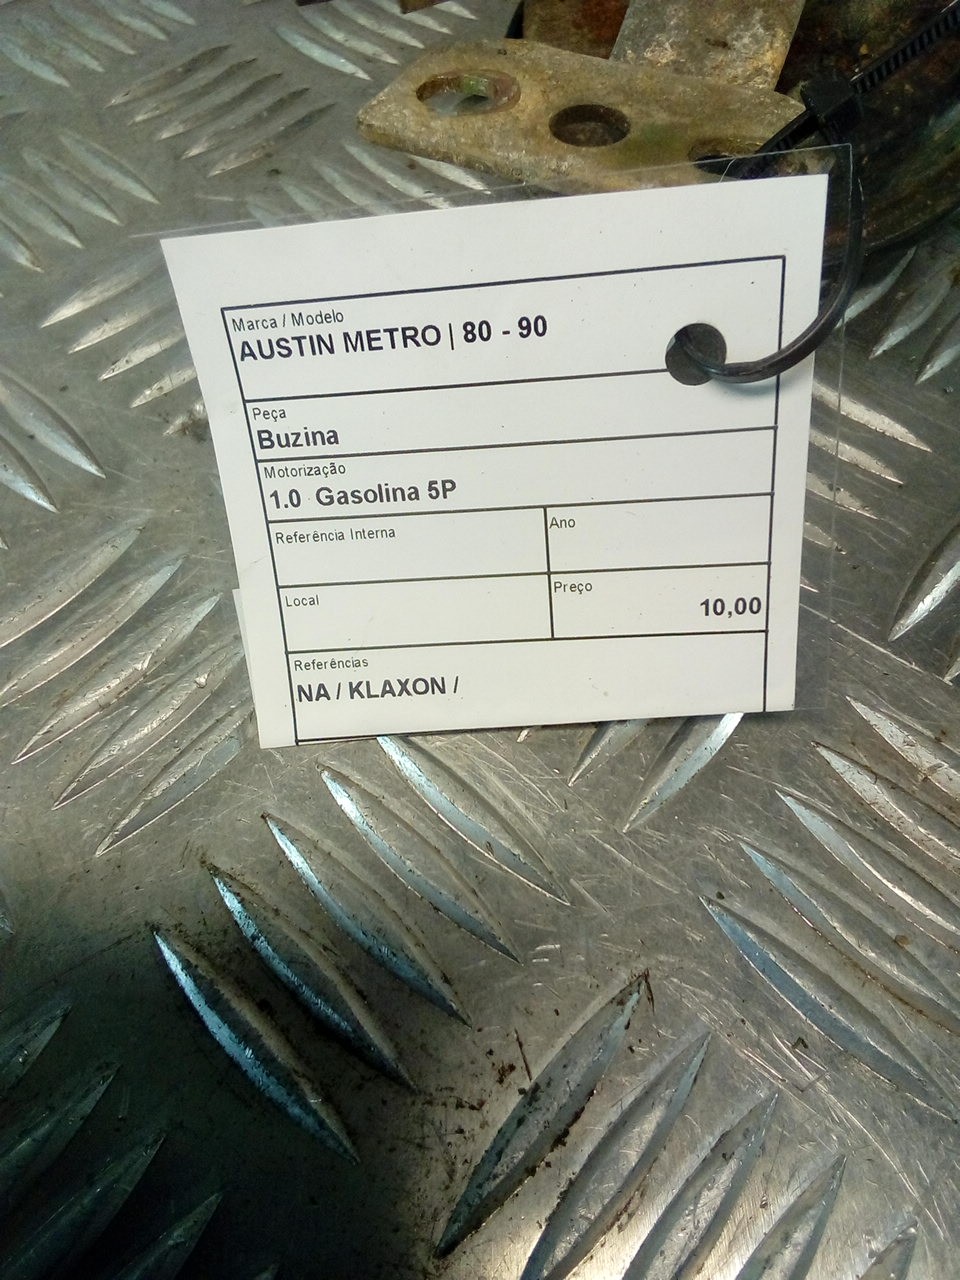 Marca / Modelo
AUSTIN METRO | 80 - 90
Peça
Buzina
Motorização
1.0 Gasolina 5P
Referência Interna
Ano
Local
Preço
10,00
Referências
NA / KLAXON /